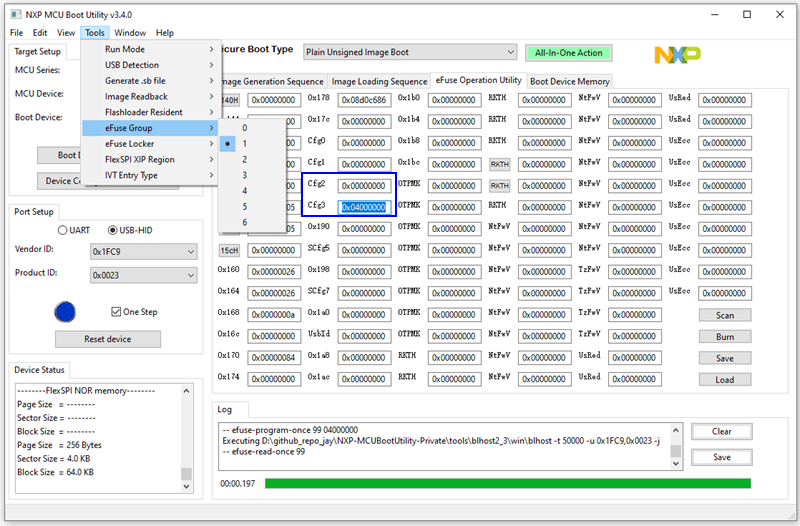 NXP MCU Boot Utility v3.4.0
File Edit View Tools Window Help
Target Setup
MCU Series:
MCU Device:
Boot Device:
Boot D
Device Co
Run Mode
USB Detection
Generate .sb file
Image Readback
Flashloader Resident
eFuse Group
eFuse Locker
FlexSPI XIP Region
IVT Entry Type
0
1
2
3
4
5
6
ecure Boot Type Plain Unsigned Image Boot All-In-One Action NXP
mage Generation Sequence Image Loading Sequence eFuse Operation Utility Boot Device Memory
140H 0x00000000 0x178 0x08d0c686 0x1b0 0x00000000 RKTH 0x00000000 NtFwV 0x00000000 UsRed 0x00000000
0x00000000 0x17c 0x00000000 0x1b4 0x00000000 RKTH 0x00000000 NtFwV 0x00000000 UsRed 0x00000000
Cfg0 0x00000000 0x1b8 0x00000000 RKTH 0x00000000 NtFwV 0x00000000 UsEcc 0x00000000
Cfg1 0x00000000 0x1bc 0x00000000 RKTH 0x00000000 NtFwV 0x00000000 UsEcc 0x00000000
Cfg2 0x00000000 OTPMK 0x00000000 RKTH 0x00000000 NtFwV 0x00000000 UsEcc 0x00000000
05 Cfg3 0x04000000 OTPMK 0x00000000 RKTH 0x00000000 NtFwV 0x00000000 UsEcc 0x00000000
05 0x190 0x00000000 OTPMK 0x00000000 NtFwV 0x00000000 NtFwV 0x00000000 UsEcc 0x00000000
15cH 0x00000000 SCfg5 0x00000000 OTPMK 0x00000000 NtFwV 0x00000000 NtFwV 0x00000000 UsEcc 0x00000000
0x160 0x00000026 0x198 0x00000000 OTPMK 0x00000000 NtFwV 0x00000000 TzFwV 0x00000000 UsEcc 0x00000000
0x164 0x00000026 SCfg7 0x00000000 OTPMK 0x00000000 NtFwV 0x00000000 TzFwV 0x00000000 UsEcc 0x00000000
0x168 0x0000000a 0x1a0 0x00000000 OTPMK 0x00000000 NtFwV 0x00000000 TzFwV 0x00000000 Scan
0x16c 0x00000000 UsbId 0x00000000 OTPMK 0x00000000 NtFwV 0x00000000 TzFwV 0x00000000 Burn
0x170 0x00000084 0x1a8 0x00000000 RKTH 0x00000000 NtFwV 0x00000000 UsRed 0x00000000 Save
0x174 0x00000000 0x1ac 0x00000000 RKTH 0x00000000 NtFwV 0x00000000 UsRed 0x00000000 Load
Port Setup
UART USB-HID
Vendor ID: 0x1FC9
Product ID: 0x0023
One Step
Reset device
Device Status
--------FlexSPI NOR memory--------
Page Size = --------
Sector Size = --------
Block Size = --------
Page Size = 256 Bytes
Sector Size = 4.0 KB
Block Size = 64.0 KB
Log
-- efuse-program-once 99 04000000
Executing D:\github_repo_jay\NXP-MCUBootUtility-Private\tools\blhost2_3\win\blhost -t 50000 -u 0x1FC9,0x0023 -j
-- efuse-read-once 99
Clear
Save
00:00.197